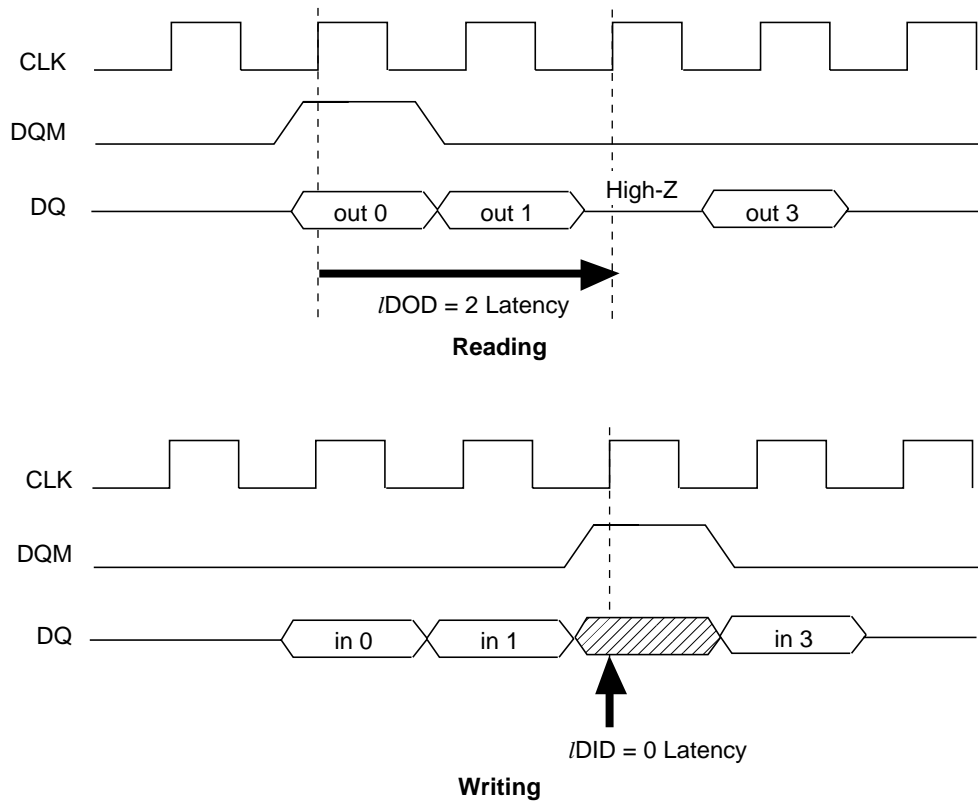 CLK
DQM
High-Z
DQ out 0 out 1 out 3
lDOD = 2 Latency
Reading
CLK
DQM
DQ in 0 in 1 in 3
lDID = 0 Latency
Writing